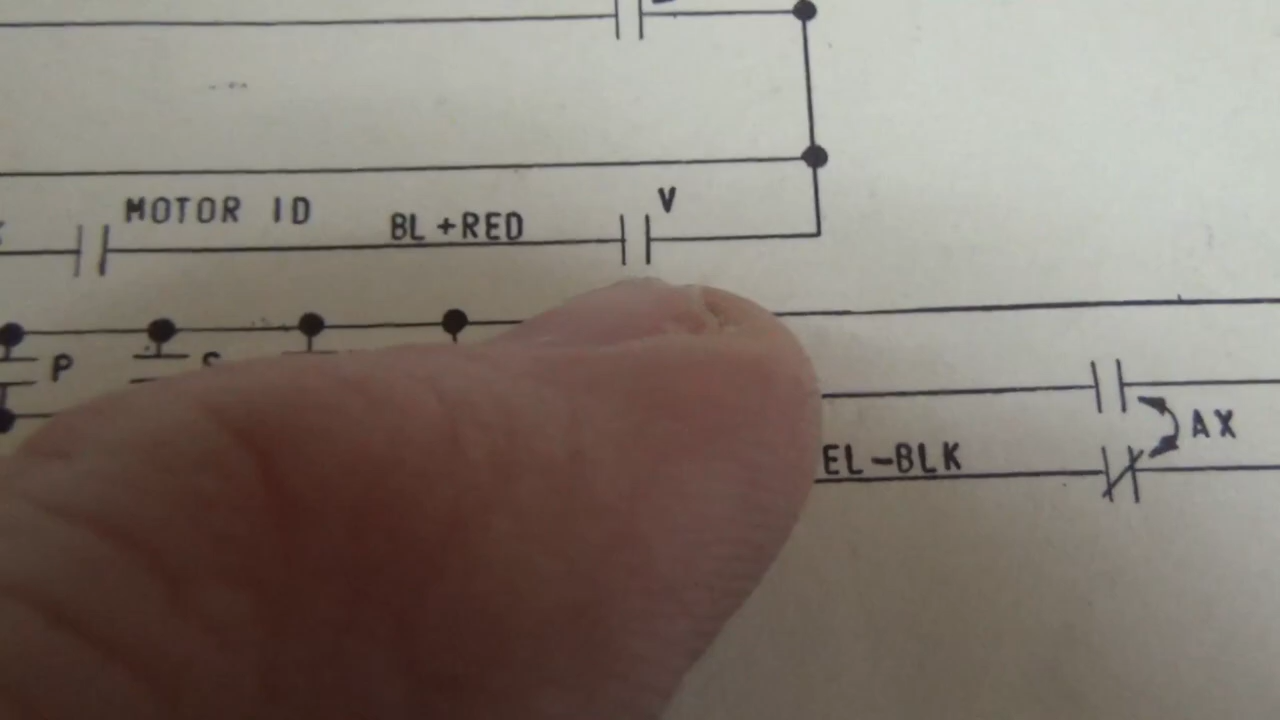 V
MOTOR ID
BL+RED
P
AX
EL-BLK